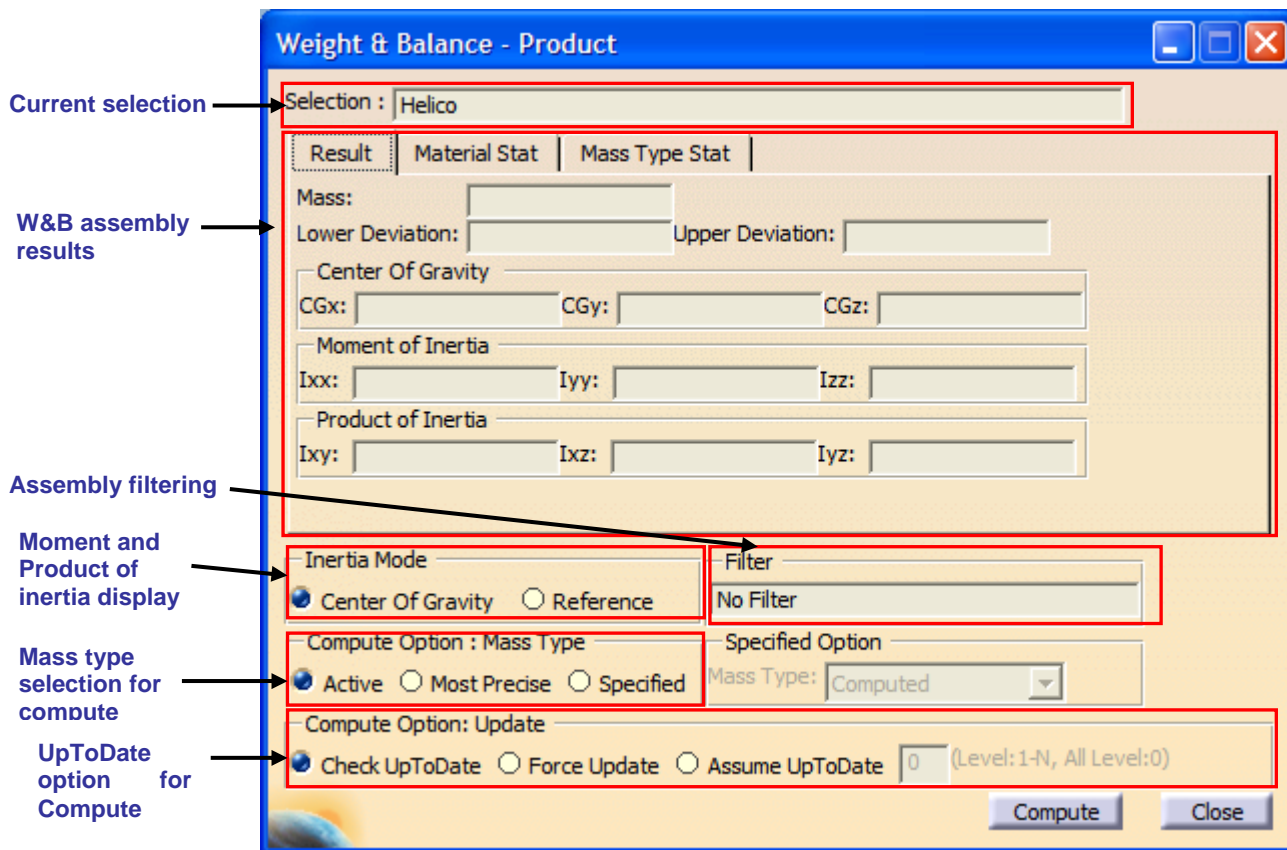 Weight & Balance - Product
Current selection
Selection : Helico
Result Material Stat Mass Type Stat
W&B assembly
results
Mass:
Lower Deviation: Upper Deviation:
Center Of Gravity
CGx: CGy: CGz:
Moment of Inertia
Ixx: Iyy: Izz:
Product of Inertia
Ixy: Ixz: Iyz:
Assembly filtering
Moment and
Product of
inertia display
Inertia Mode
Center Of Gravity Reference
Filter
No Filter
Mass type
selection for
compute
Compute Option : Mass Type
Active Most Precise Specified
Specified Option
Mass Type: Computed
UpToDate
option for
Compute
Compute Option: Update
Check UpToDate Force Update Assume UpToDate 0 (Level:1-N, All Level:0)
Compute Close